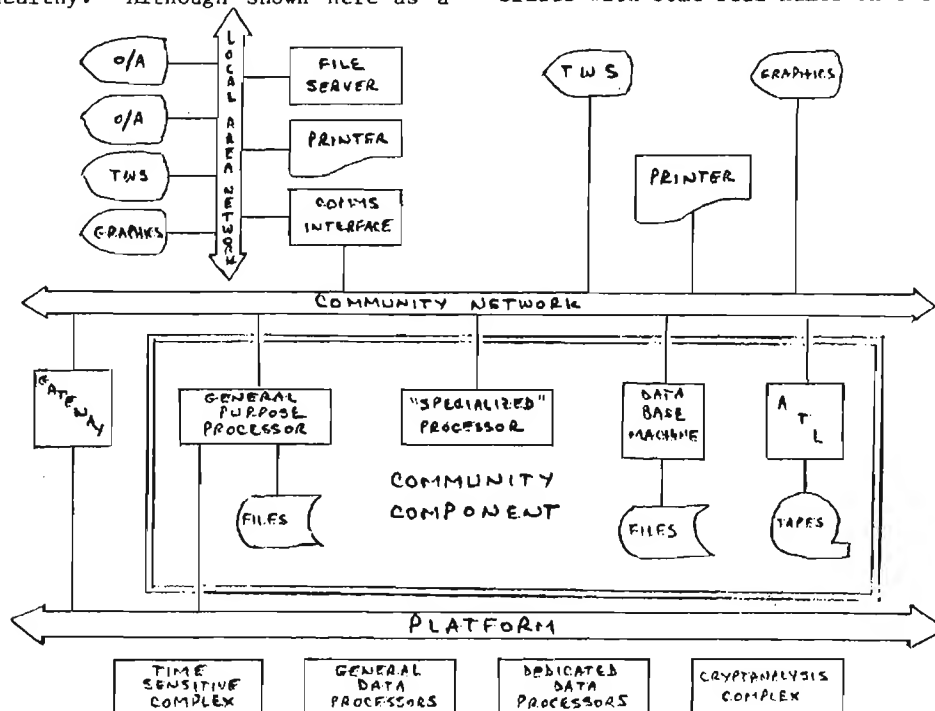 healthy. Although shown here as a
O/A
O/A
TWS
GRAPHICS
LOCAL AREA NETWORK
FILE
SERVER
PRINTER
COMMS
INTERFACE
TWS
GRAPHICS
PRINTER
COMMUNITY NETWORK
GATEWAY
GENERAL
PURPOSE
PROCESSOR
"SPECIALIZED"
PROCESSOR
DATA
BASE
MACHINE
ATL
FILES
COMMUNITY
COMPONENT
FILES
TAPES
PLATFORM
TIME
SENSITIVE
COMPLEX
GENERAL
DATA
PROCESSORS
DEDICATED
DATA
PROCESSORS
CRYPTANALYSIS
COMPLEX